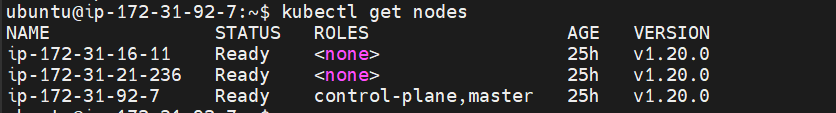 ubuntu@ip-172-31-92-7:~$ kubectl get nodes
NAME STATUS ROLES AGE VERSION
ip-172-31-16-11 Ready <none> 25h v1.20.0
ip-172-31-21-236 Ready <none> 25h v1.20.0
ip-172-31-92-7 Ready control-plane,master 25h v1.20.0